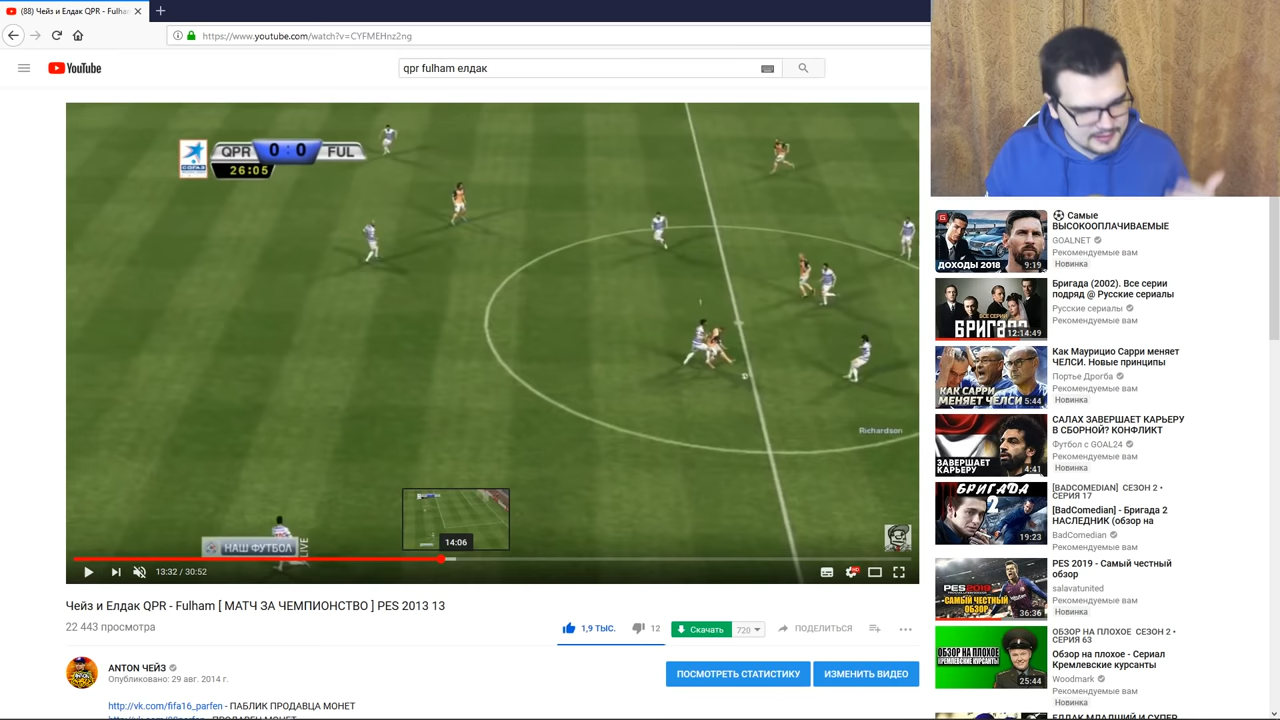 (88) Чейз и Елдак QPR - Fulha
https://www.youtube.com/watch?v=CYFMEHnz2ng
YouTube
qpr fulham елдак
QPR 0 : 0 FUL
26:05
Richardson
НАШ ФУТБОЛ
LIVE
14:06
13:32 / 30:52
HD
Чейз и Елдак QPR - Fulham [ МАТЧ ЗА ЧЕМПИОНСТВО ] PES 2013 13
22 443 просмотра
1,9 ТЫС.
12
Скачать
720
ПОДЕЛИТЬСЯ
ANTON ЧЕЙЗ
Опубликовано: 29 авг. 2014 г.
ПОСМОТРЕТЬ СТАТИСТИКУ
ИЗМЕНИТЬ ВИДЕО
http://vk.com/fifa16_parfen - ПАБЛИК ПРОДАВЦА МОНЕТ
ДОХОДЫ 2018
9:19
Самые
ВЫСОКООПЛАЧИВАЕМЫЕ
GOALNET
Рекомендуемые вам
Новинка
ВСЕ СЕРИИ
БРИГАДА
12:14:49
Бригада (2002). Все серии
подряд @ Русские сериалы
Русские сериалы
Рекомендуемые вам
КАК САРРИ
МЕНЯЕТ ЧЕЛСИ
5:44
Как Маурицио Сарри меняет
ЧЕЛСИ. Новые принципы
Портье Дрогба
Рекомендуемые вам
Новинка
ЗАВЕРШАЕТ
КАРЬЕРУ
4:41
САЛАХ ЗАВЕРШАЕТ КАРЬЕРУ
В СБОРНОЙ? КОНФЛИКТ
Футбол с GOAL24
Рекомендуемые вам
Новинка
БРИГАДА
2
19:23
[BADCOMEDIAN] СЕЗОН 2 •
СЕРИЯ 17
[BadComedian] - Бригада 2
НАСЛЕДНИК (обзор на
BadComedian
Рекомендуемые вам
PES 2019
САМЫЙ ЧЕСТНЫЙ
ОБЗОР
36:36
PES 2019 - Самый честный
обзор
salavatunited
Рекомендуемые вам
Новинка
ОБЗОР НА ПЛОХОЕ
КРЕМЛЕВСКИЕ
КУРСАНТЫ
25:44
ОБЗОР НА ПЛОХОЕ СЕЗОН 2 •
СЕРИЯ 63
Обзор на плохое - Сериал
Кремлевские курсанты
Woodmark
Рекомендуемые вам
Новинка
ЕЛДАК МЛАДШИЙ И СУПЕР